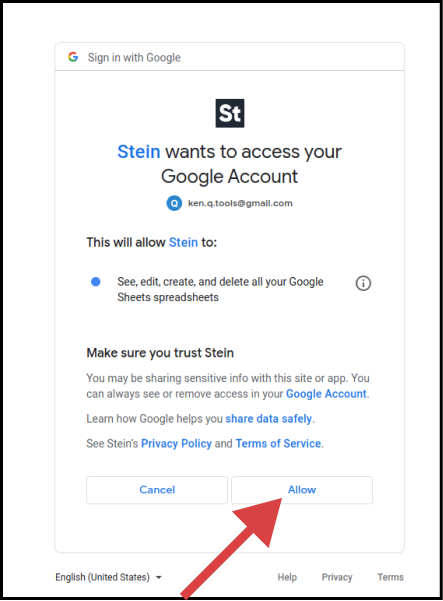 Sign in with Google
St
Stein wants to access your
Google Account
Q ken.q.tools@gmail.com
This will allow Stein to:
See, edit, create, and delete all your Google
Sheets spreadsheets
Make sure you trust Stein
You may be sharing sensitive info with this site or app. You
can always see or remove access in your Google Account.
Learn how Google helps you share data safely.
See Stein's Privacy Policy and Terms of Service.
Cancel Allow
English (United States) Help Privacy Terms